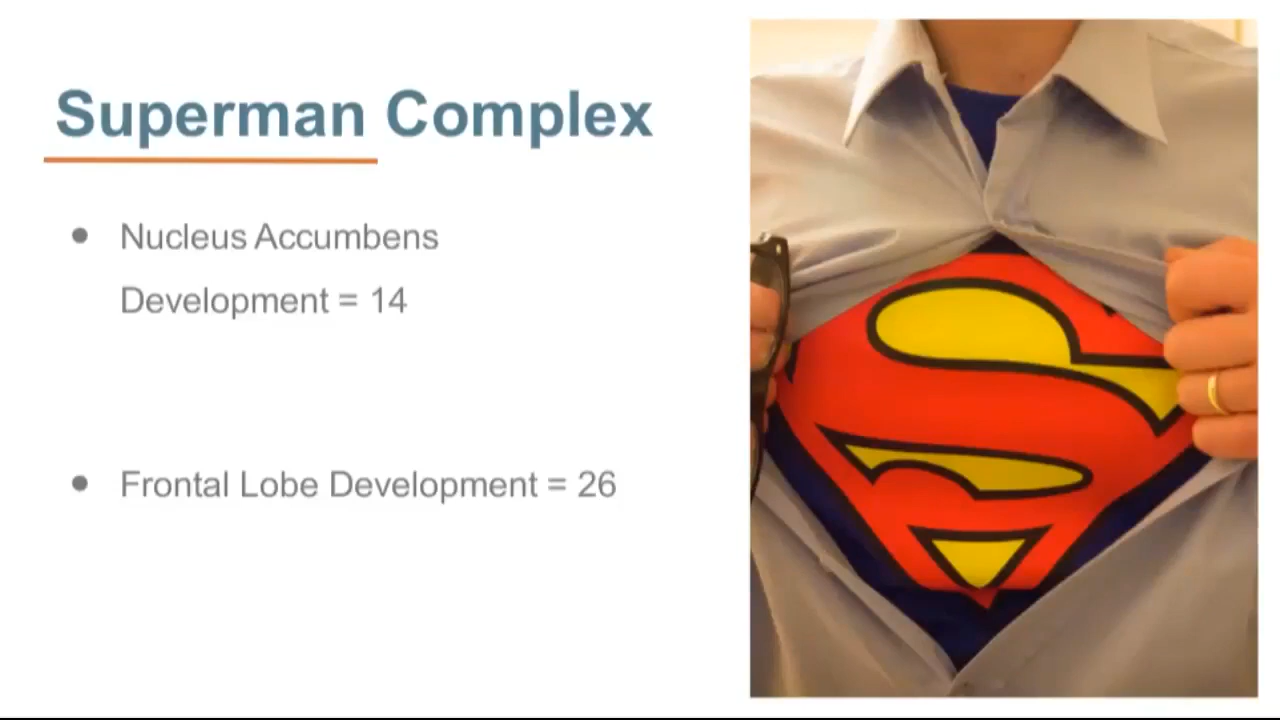 Superman Complex
Nucleus Accumbens
Development = 14
Frontal Lobe Development = 26